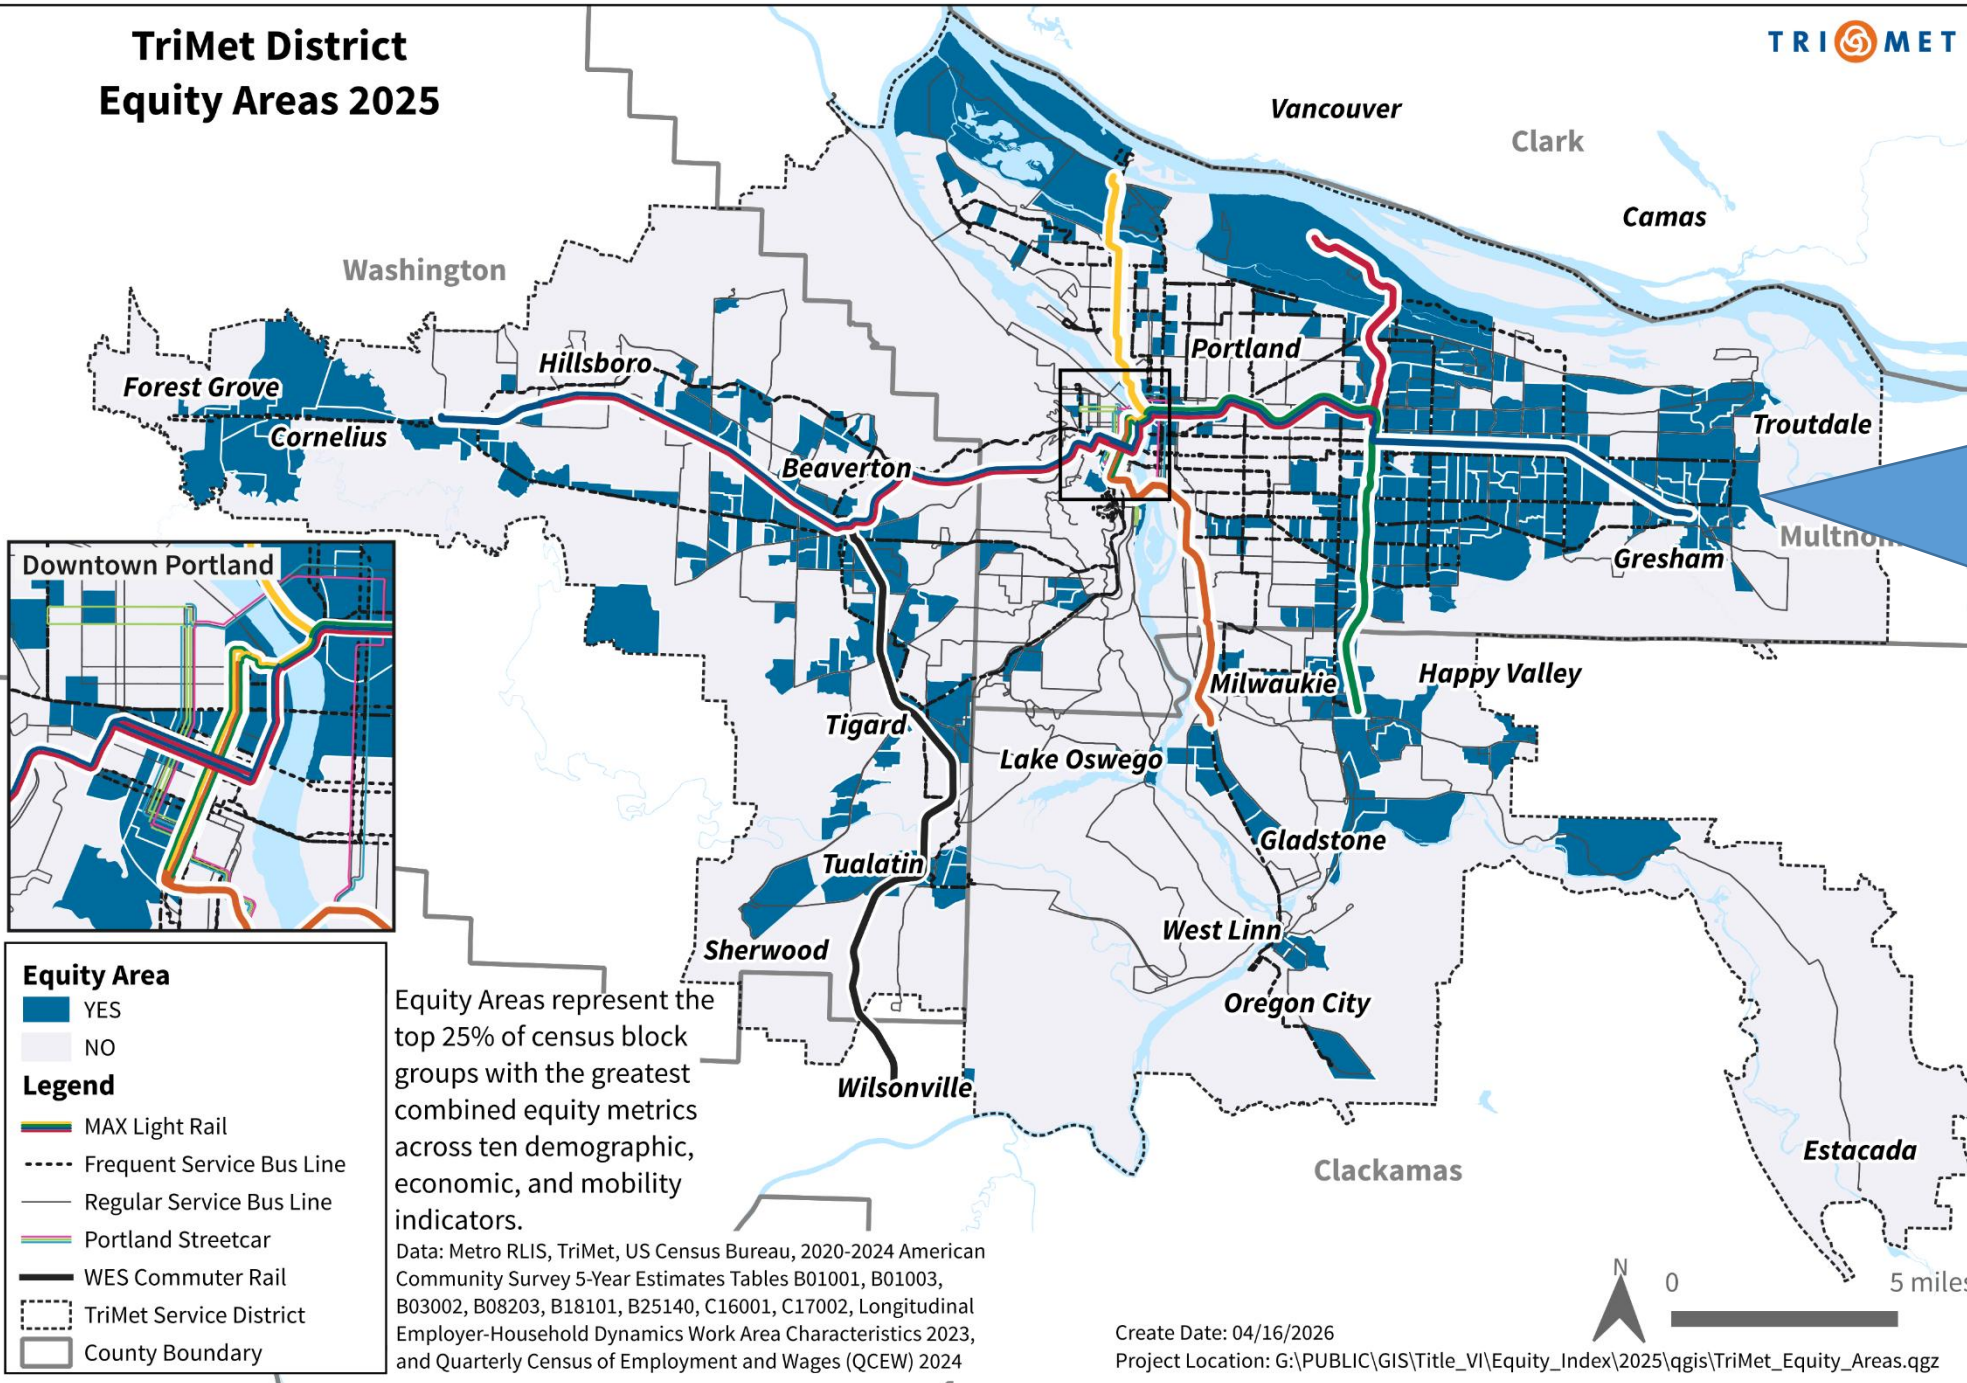 TriMet District
Equity Areas 2025
TRI MET
Vancouver
Clark
Camas
Washington
Portland
Hillsboro
Forest Grove
Cornelius
Troutdale
Beaverton
Multnom
Gresham
Downtown Portland
Happy Valley
Milwaukie
Tigard
Lake Oswego
Gladstone
Tualatin
West Linn
Sherwood
Oregon City
Wilsonville
Estacada
Clackamas
Equity Area
YES
NO
Legend
MAX Light Rail
Frequent Service Bus Line
Regular Service Bus Line
Portland Streetcar
WES Commuter Rail
TriMet Service District
County Boundary
Equity Areas represent the
top 25% of census block
groups with the greatest
combined equity metrics
across ten demographic,
economic, and mobility
indicators.
Data: Metro RLIS, TriMet, US Census Bureau, 2020-2024 American
Community Survey 5-Year Estimates Tables B01001, B01003,
B03002, B08203, B18101, B25140, C16001, C17002, Longitudinal
Employer-Household Dynamics Work Area Characteristics 2023,
and Quarterly Census of Employment and Wages (QCEW) 2024
N
0 5 miles
Create Date: 04/16/2026
Project Location: G:\PUBLIC\GIS\Title_VI\Equity_Index\2025\qgis\TriMet_Equity_Areas.qgz